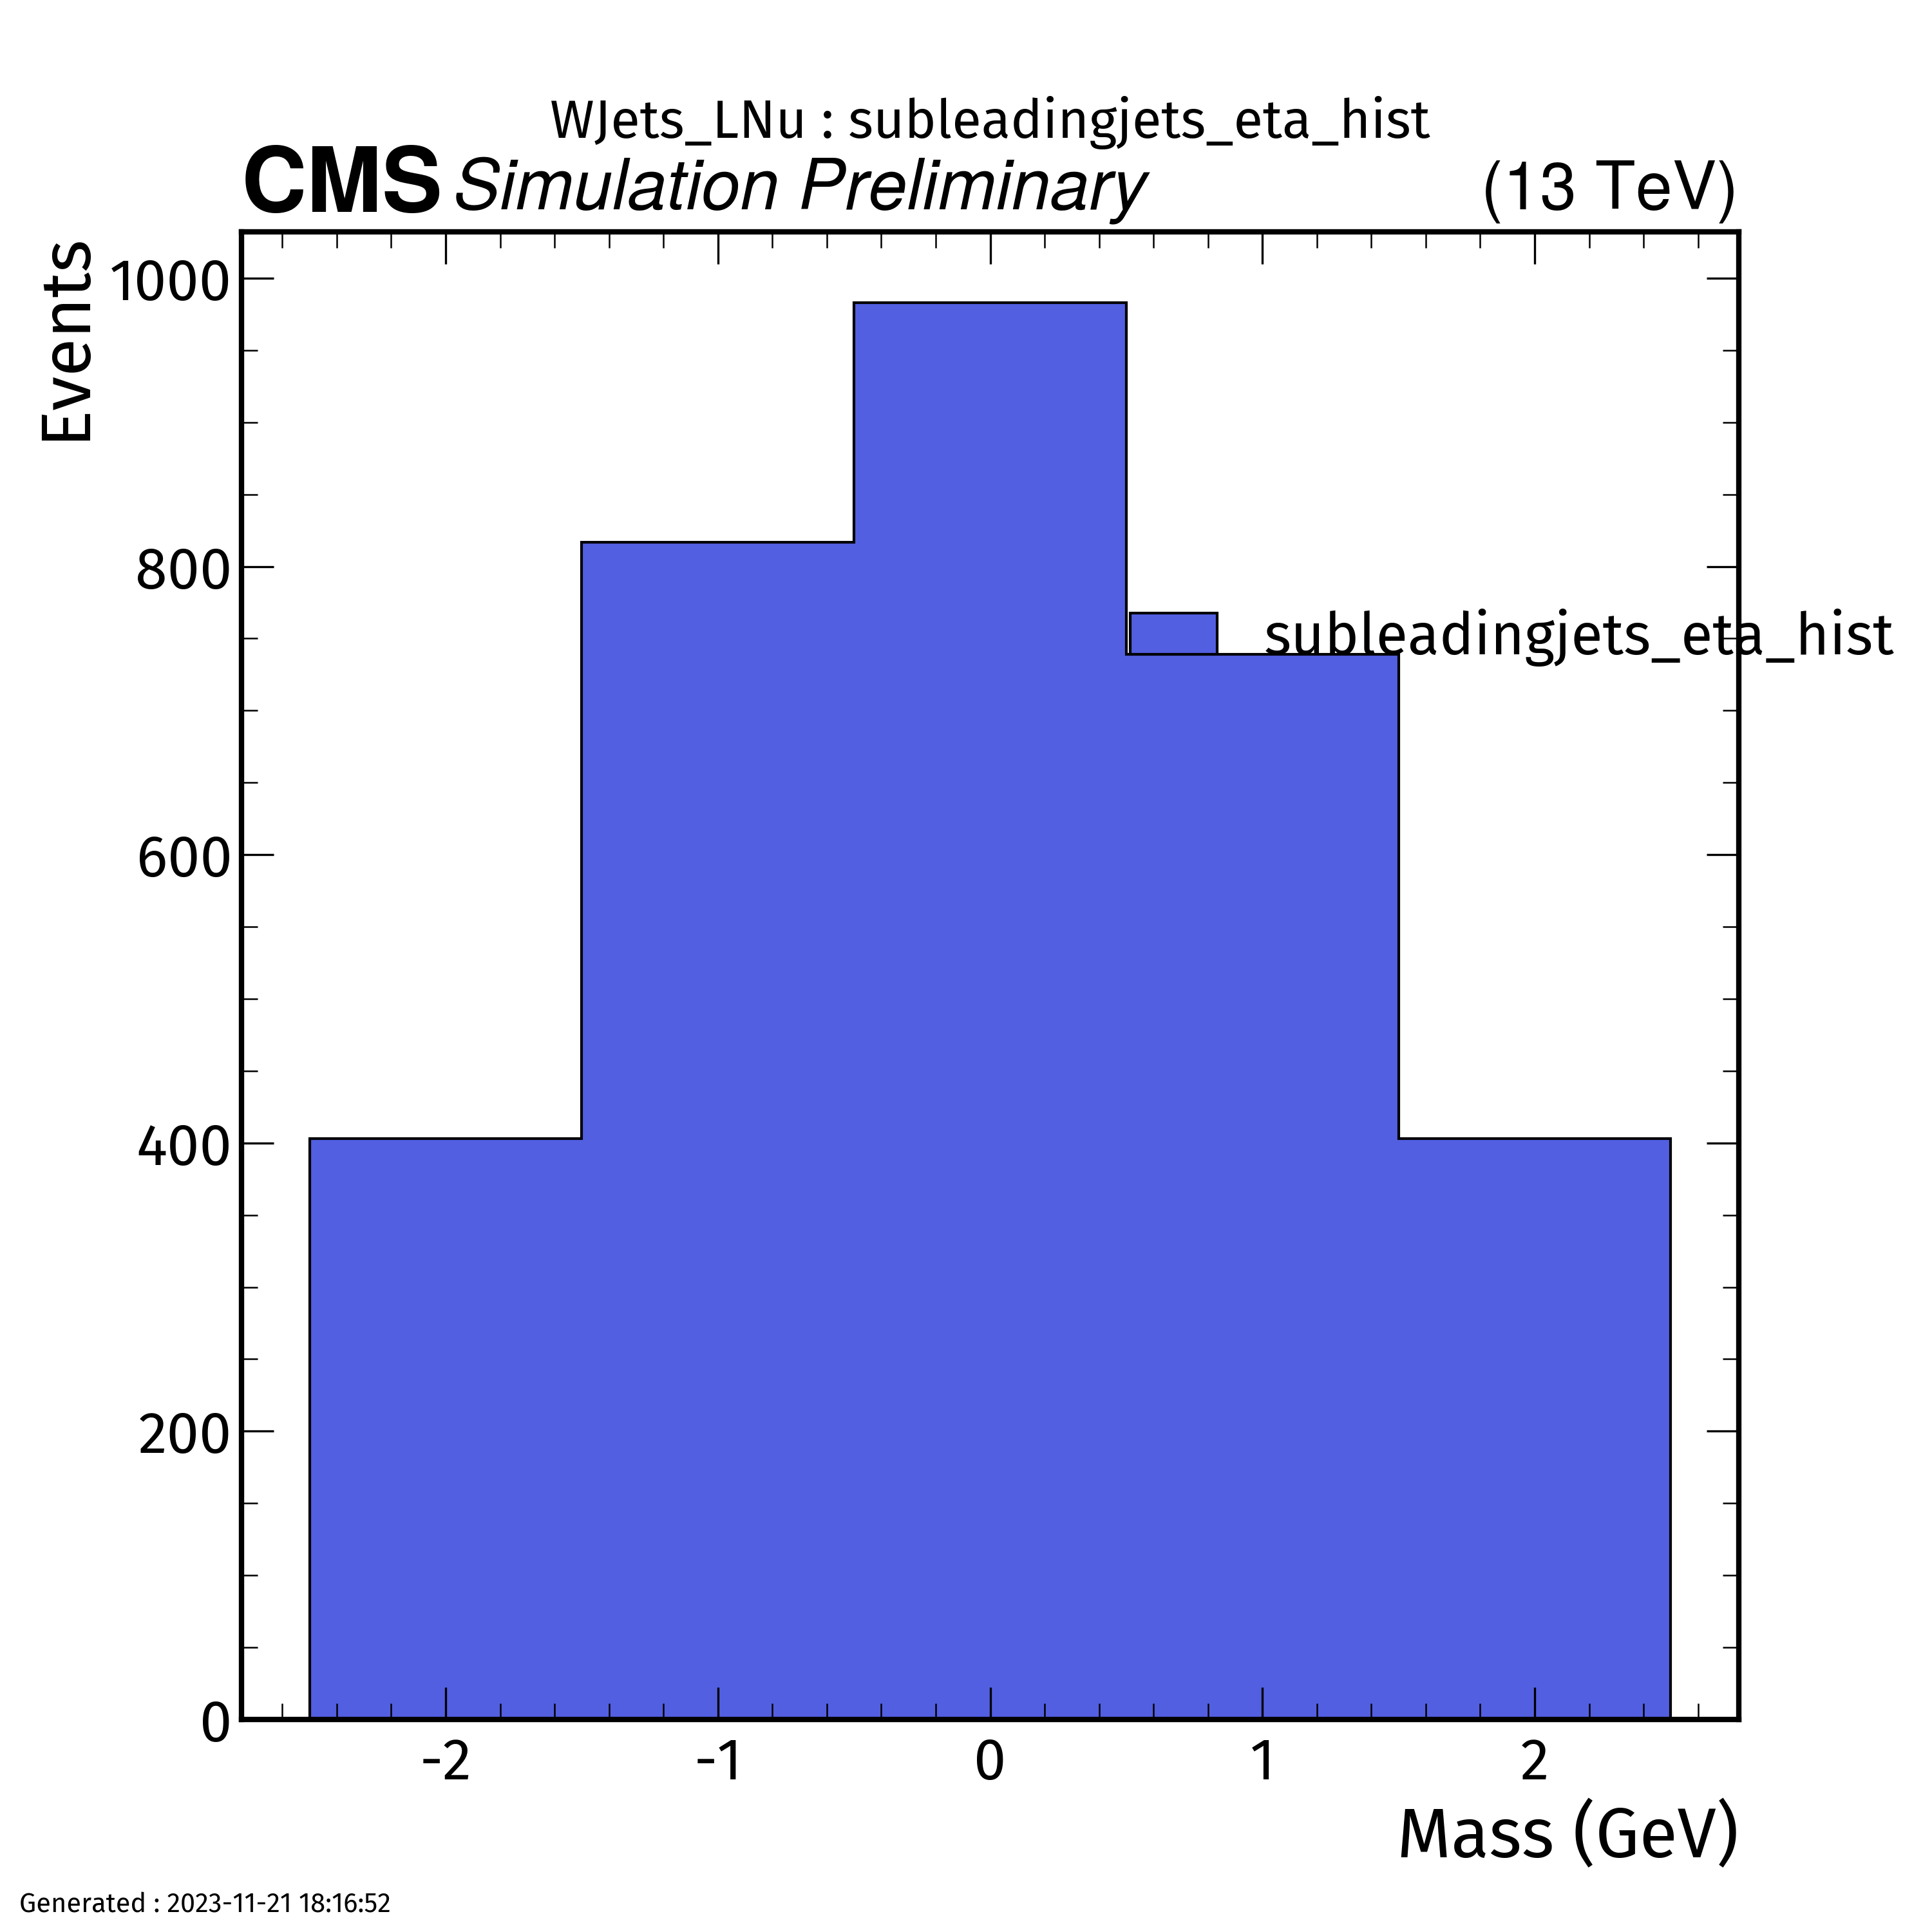 WJets_LNu : subleadingjets_eta_hist
CMS Simulation Preliminary (13 TeV)
Events
1000
800
subleadingjets_eta_hist
600
400
200
0
-2 -1 0 1 2
Mass (GeV)
Generated : 2023-11-21 18:16:52